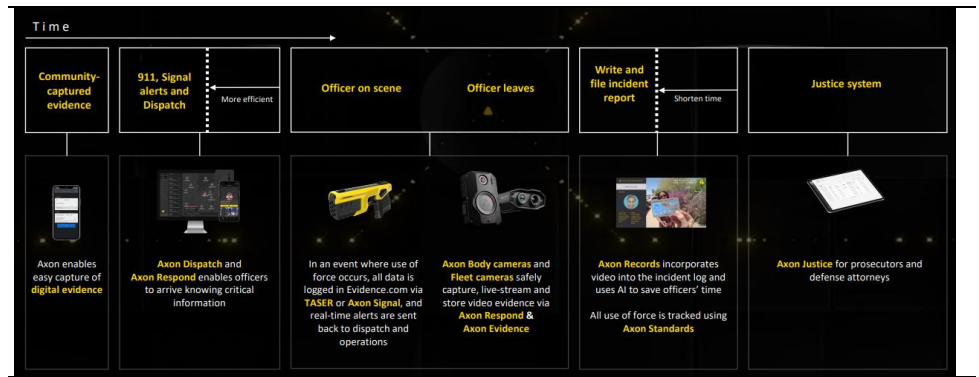 Time
Community-
captured
evidence
911, Signal
alerts and
Dispatch
More efficient
Officer on scene
Officer leaves
Write and
file incident
report
Shorten time
Justice system
Axon enables
easy capture of
digital evidence
Axon Dispatch and
Axon Respond enables officers
to arrive knowing critical
information
In an event where use of
force occurs, all data is
logged in Evidence.com via
TASER or Axon Signal, and
real-time alerts are sent
back to dispatch and
operations
Axon Body cameras and
Fleet cameras safely
capture, live-stream and
store video evidence via
Axon Respond &
Axon Evidence
Axon Records incorporates
video into the incident log and
uses AI to save officers' time
All use of force is tracked using
Axon Standards
Axon Justice for prosecutors and
defense attorneys